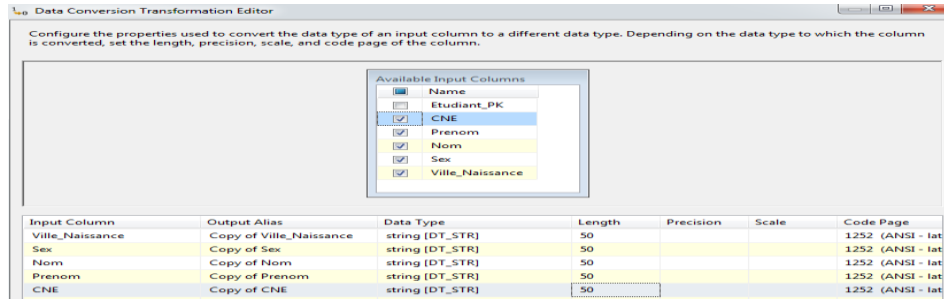 Data Conversion Transformation Editor
Configure the properties used to convert the data type of an input column to a different data type. Depending on the data type to which the column
is converted, set the length, precision, scale, and code page of the column.
Available Input Columns
Name
Etudiant_PK
CNE
Prenom
Nom
Sex
Ville_Naissance
Input Column Output Alias Data Type Length Precision Scale Code Page
Ville_Naissance Copy of Ville_Naissance string [DT_STR] 50 1252 (ANSI - lat
Sex Copy of Sex string [DT_STR] 50 1252 (ANSI - lat
Nom Copy of Nom string [DT_STR] 50 1252 (ANSI - lat
Prenom Copy of Prenom string [DT_STR] 50 1252 (ANSI - lat
CNE Copy of CNE string [DT_STR] 50 1252 (ANSI - lat